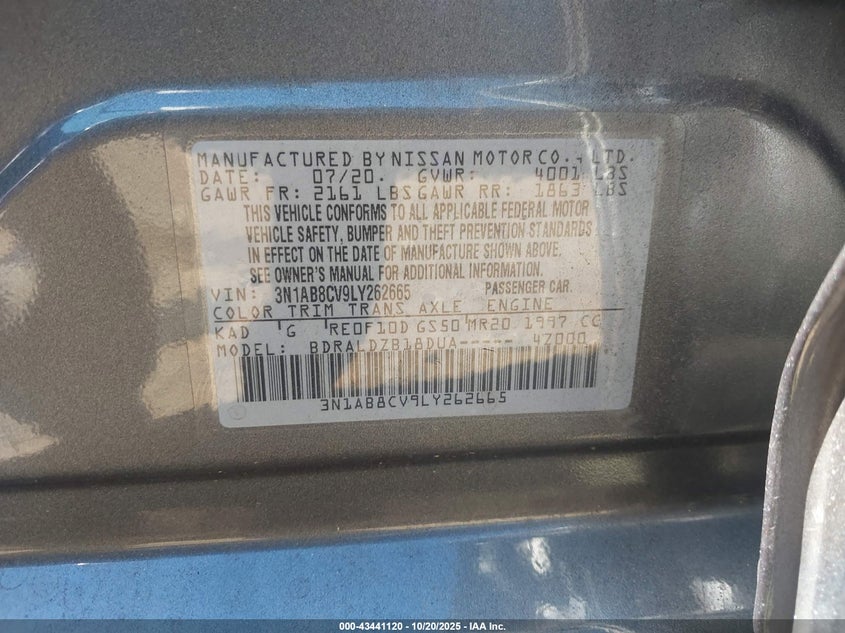 MANUFACTURED BY NISSAN MOTOR CO., LTD.
DATE: 07/20. GVWR: 4001 LBS
GAWR FR: 2161 LBS GAWR RR: 1863 LBS
THIS VEHICLE CONFORMS TO ALL APPLICABLE FEDERAL MOTOR
VEHICLE SAFETY, BUMPER AND THEFT PREVENTION STANDARDS
IN EFFECT ON THE DATE OF MANUFACTURE SHOWN ABOVE.
SEE OWNER'S MANUAL FOR ADDITIONAL INFORMATION.
VIN: 3N1AB8CV9LY262665 PASSENGER CAR.
COLOR TRIM TRANS AXLE ENGINE
KAD 'G 'RE0F10D GS50 'MR20 1997 CC
MODEL: BDRALDZB18DUA----- 47000
3N1AB8CV9LY262665
000-43441120 | 10/20/2025 | IAA Inc.